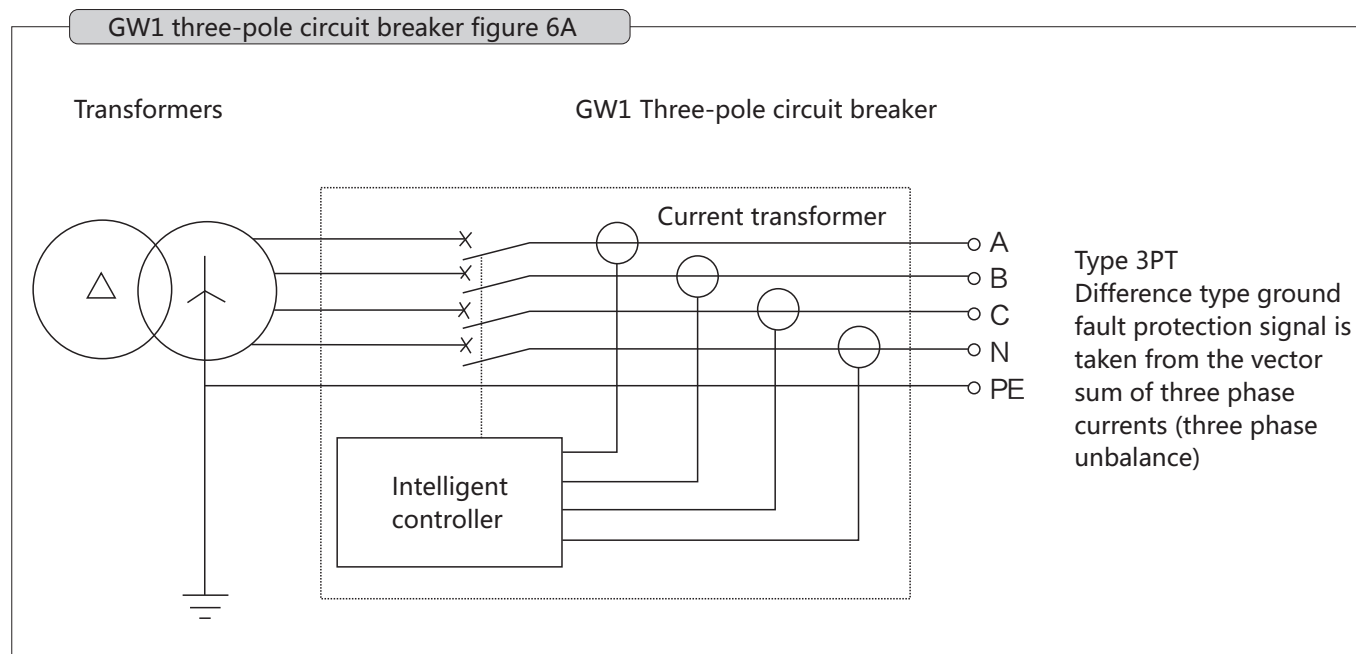 GW1 three-pole circuit breaker figure 6A
Transformers
GW1 Three-pole circuit breaker
Current transformer
A
B
C
N
PE
Intelligent
controller
Type 3PT
Difference type ground
fault protection signal is
taken from the vector
sum of three phase
currents (three phase
unbalance)